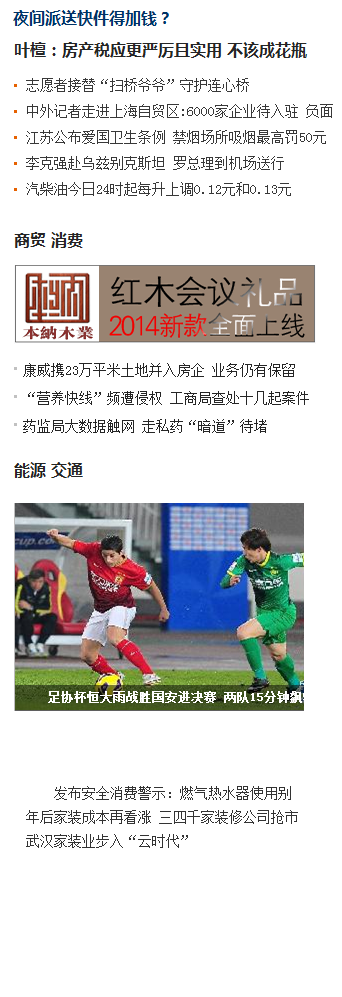 夜间派送快件得加钱？
叶檀：房产税应更严厉且实用 不该成花瓶
志愿者接替“扫桥爷爷”守护连心桥
中外记者走进上海自贸区:6000家企业待入驻 负面
江苏公布爱国卫生条例 禁烟场所吸烟最高罚50元
李克强赴乌兹别克斯坦 罗总理到机场送行
汽柴油今日24时起每升上调0.12元和0.13元
商贸 消费
本纳木業
红木会议礼品
2014新款全面上线
康威携23万平米土地并入房企 业务仍有保留
“营养快线”频遭侵权 工商局查处十几起案件
药监局大数据触网 走私药“暗道”待堵
能源 交通
足协杯恒大雨战胜国安进决赛 两队15分钟飙
发布安全消费警示：燃气热水器使用别
年后家装成本再看涨 三四千家装修公司抢市
武汉家装业步入“云时代”